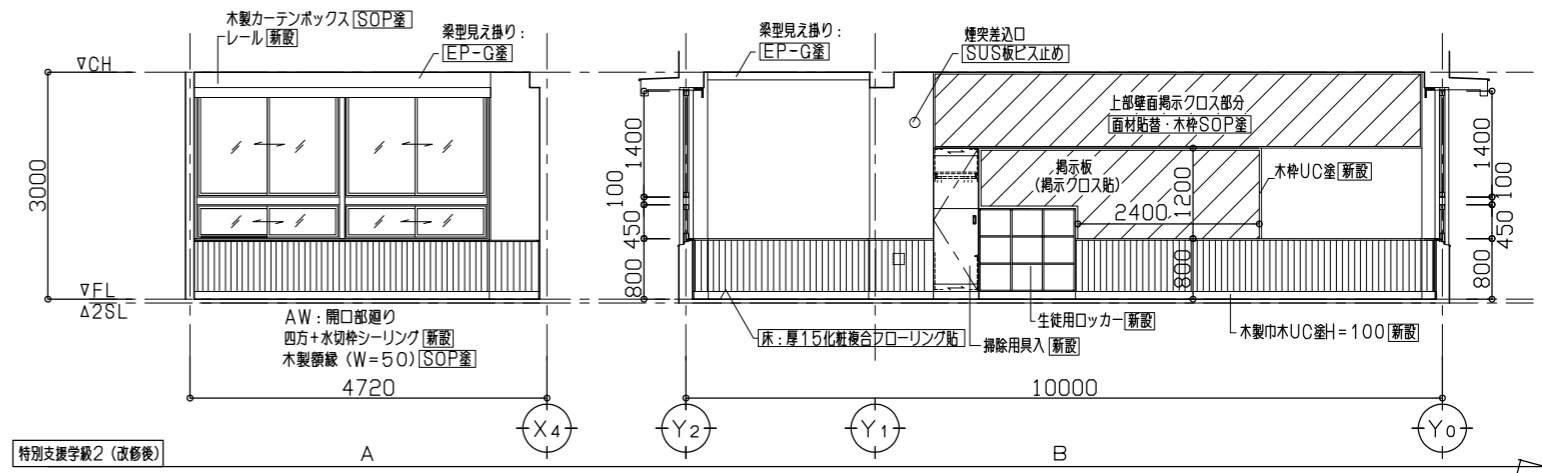 木製カーテンボックス SOP塗
レール 新設
梁型見え掛り：
EP-G塗
▽CH
3000
▽FL
△2SL
AW：開口部廻り
四方＋水切枠シーリング 新設
木製額縁（W=50）SOP塗
4720
X4
梁型見え掛り：
EP-G塗
煙突差込口
SUS板ビス止め
上部壁面掲示クロス部分
面材貼替・木枠SOP塗
掲示板
（掲示クロス貼）
木枠UC塗 新設
1400
100
450
800
2400
1200
800
1400
100
450
800
床：厚15化粧複合フローリング貼
掃除用具入 新設
生徒用ロッカー 新設
木製巾木UC塗H=100 新設
10000
Y2
Y1
Y0
特別支援学級2（改修後）
A
B